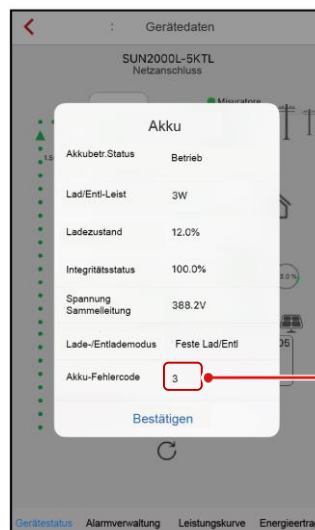 : Gerätedaten
SUN2000L-5KTL
Netzanschluss
Misuratore
Akku
Akkubetr.Status Betrieb
Lad/Entl-Leist 3W
Ladezustand 12.0%
Integritätsstatus 100.0%
Spannung
Sammelleitung 388.2V
Lade-/Entlademodus Feste Lad/Entl
Akku-Fehlercode 3
Bestätigen
Gerätestatus Alarmverwaltung Leistungskurve Energieertra